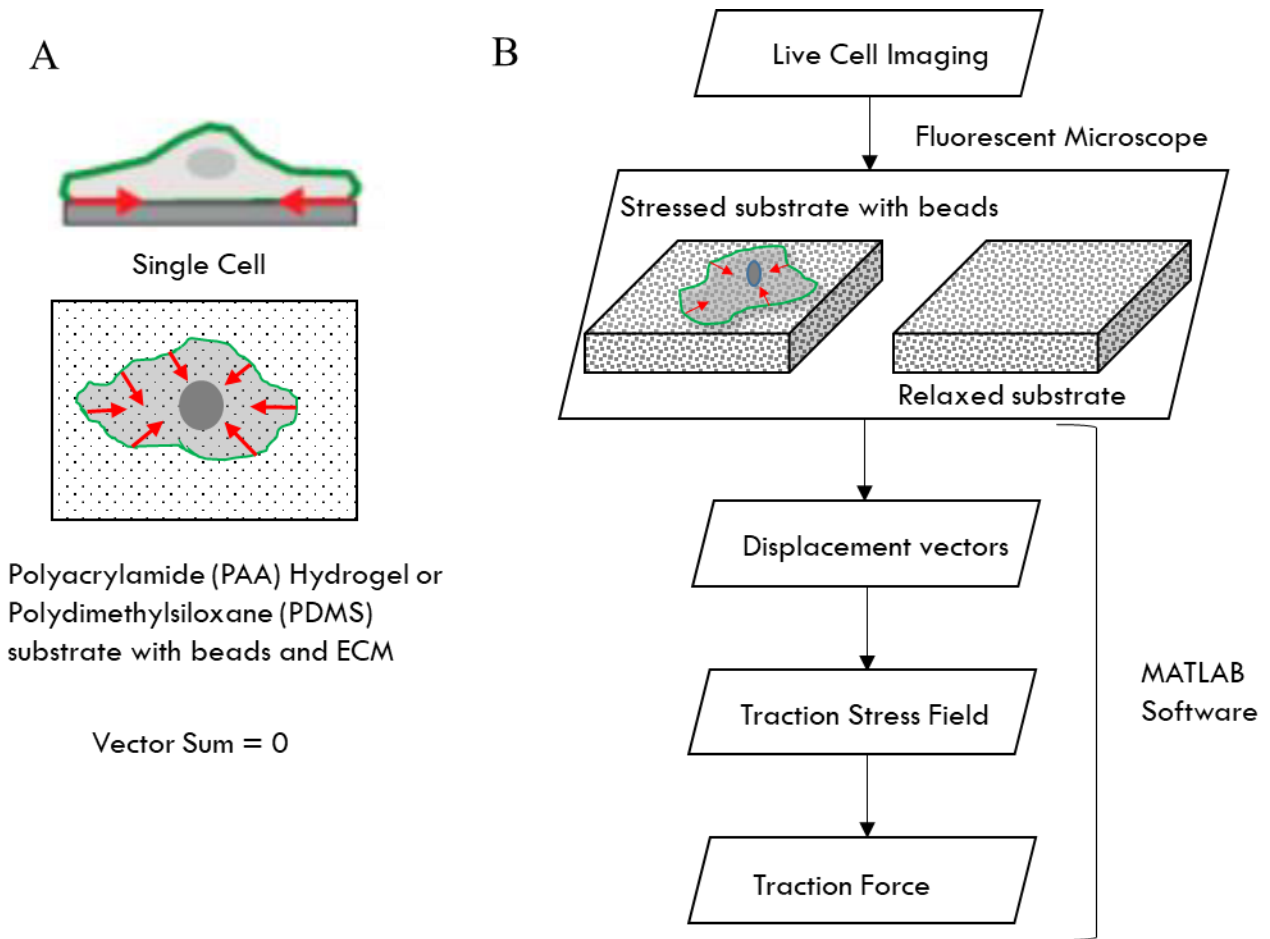 A
Single Cell
Polyacrylamide (PAA) Hydrogel or
Polydimethylsiloxane (PDMS)
substrate with beads and ECM
Vector Sum = 0
B
Live Cell Imaging
Fluorescent Microscope
Stressed substrate with beads
Relaxed substrate
Displacement vectors
Traction Stress Field
Traction Force
MATLAB
Software